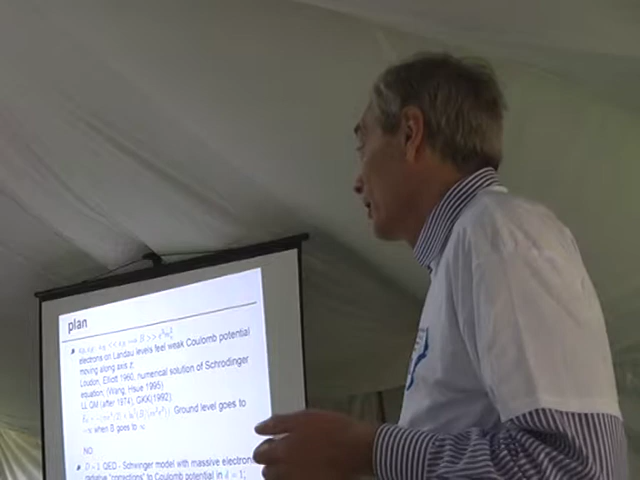 plan
electrons on Landau levels feel weak Coulomb potential
moving along axis z;
Loudon, Elliott 1960, numerical solution of Schrodinger
equation, (Wang, Hsue 1995)
LL QM (after 1974); GKK(1992)
Ground level goes to
-∞ when B goes to ∞.
NO:
D = 1 QED - Schwinger model with massive electrons
radiative "corrections" to Coulomb potential in d = 1;